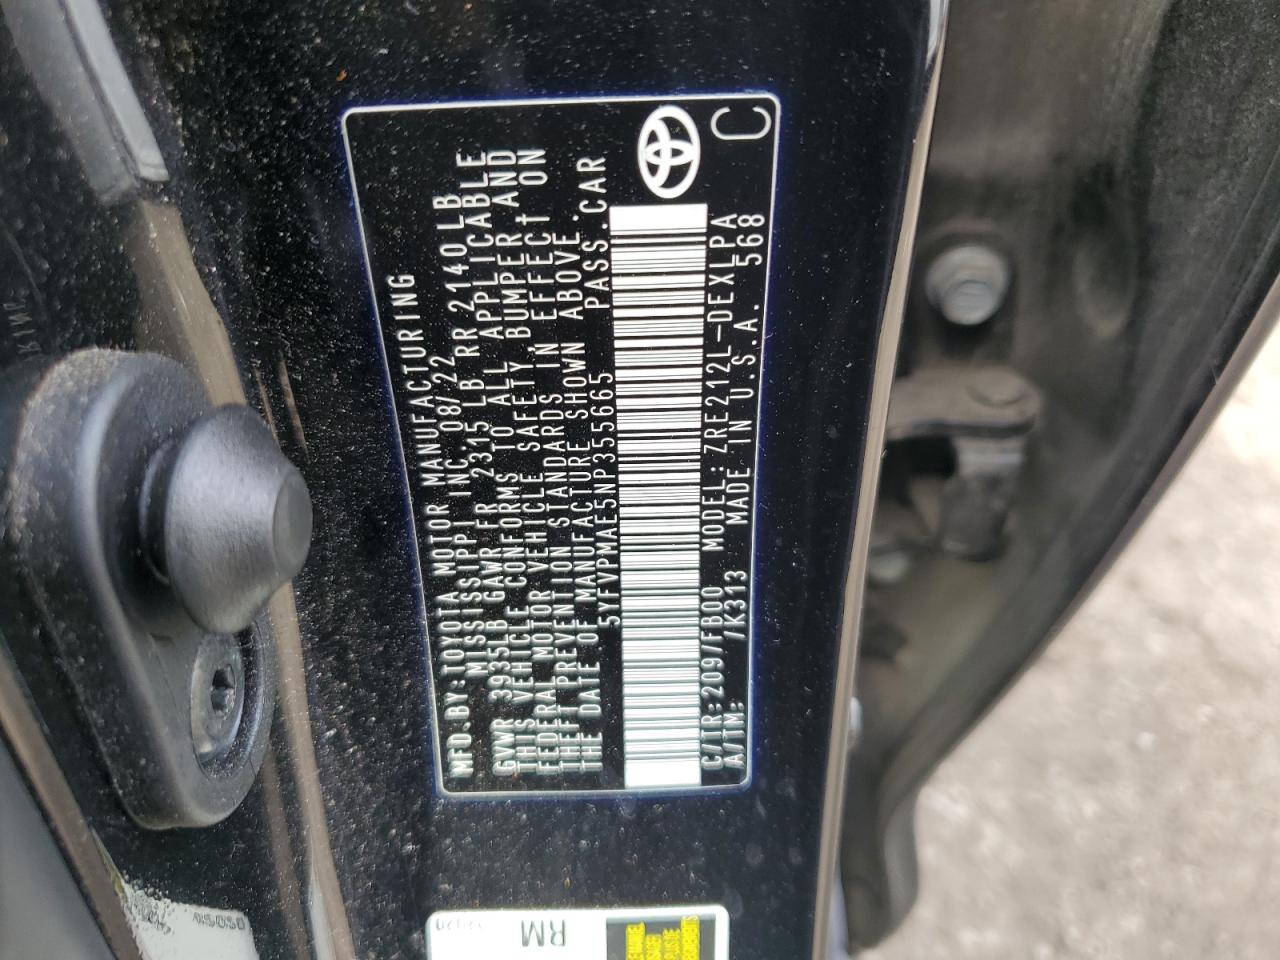 MFD.BY:TOYOTA MOTOR MANUFACTURING
MISSISSIPPI INC. 08/22
GVWR 3935LB GAWR FR 2315LB RR 2140LB
THIS VEHICLE CONFORMS TO ALL APPLICABLE
FEDERAL MOTOR VEHICLE SAFETY BUMPER AND
THEFT PREVENTION STANDARDS IN EFFECT ON
THE DATE OF MANUFACTURE SHOWN ABOVE.
5YFVPMAE5NP355665 PASS.CAR
C/TR:209/FB00 MODEL:ZRE212L-DEXLPA
A/TM: /K313 MADE IN U.S.A. 568
C
RM